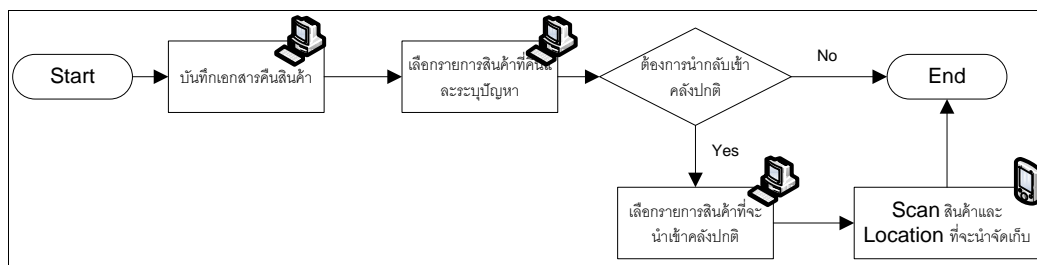 Start
บันทึกเอกสารคืนสินค้า
เลือกรายการสินค้าที่คืนแ
ละระบุปัญหา
ต้องการนำกลับเข้า
คลังปกติ
No
End
Yes
เลือกรายการสินค้าที่จะ
นำเข้าคลังปกติ
Scan สินค้าและ
Location ที่จะนำจัดเก็บ